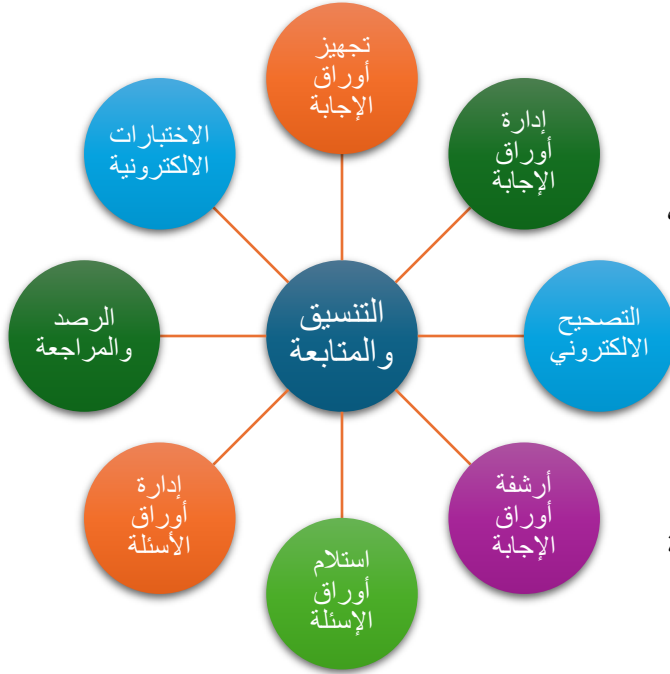 تجهيز
أوراق
الإجابة
إدارة
أوراق
الإجابة
التصحيح
الالكتروني
أرشفة
أوراق
الإجابة
استلام
أوراق
الإسئلة
إدارة
أوراق
الأسئلة
الرصد
والمراجعة
الاختبارات
الالكترونية
التنسيق
والمتابعة